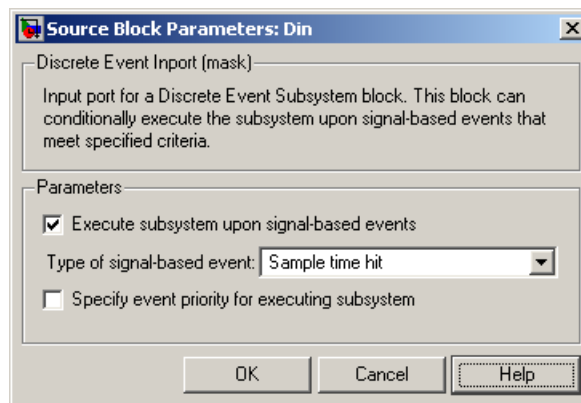 Source Block Parameters: Din
Discrete Event Inport (mask)
Input port for a Discrete Event Subsystem block. This block can
conditionally execute the subsystem upon signal-based events that
meet specified criteria.
Parameters
Execute subsystem upon signal-based events
Type of signal-based event: Sample time hit
Specify event priority for executing subsystem
OK Cancel Help